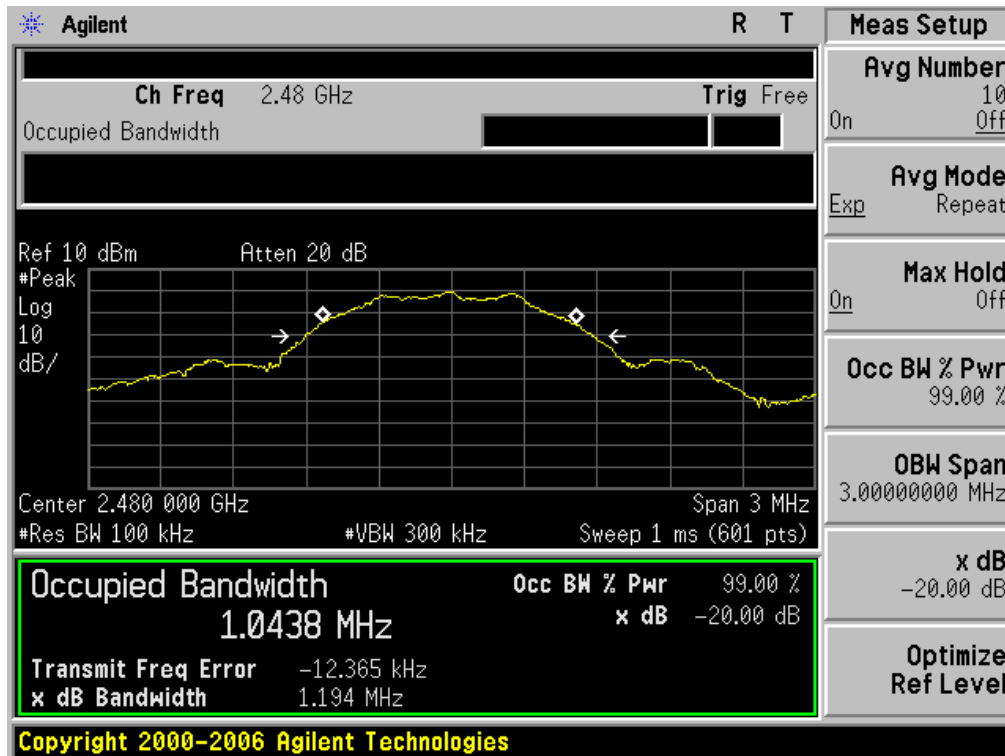 Agilent R T
Ch Freq 2.48 GHz Trig Free
Occupied Bandwidth
Ref 10 dBm Atten 20 dB
#Peak
Log
10
dB/
Center 2.480 000 GHz Span 3 MHz
#Res BW 100 kHz #VBW 300 kHz Sweep 1 ms (601 pts)
Occupied Bandwidth
1.0438 MHz
Occ BW % Pwr 99.00 %
x dB -20.00 dB
Transmit Freq Error -12.365 kHz
x dB Bandwidth 1.194 MHz
Copyright 2000-2006 Agilent Technologies
Meas Setup
Avg Number
10
On Off
Avg Mode
Exp Repeat
Max Hold
On Off
Occ BW % Pwr
99.00 %
OBW Span
3.00000000 MHz
x dB
-20.00 dB
Optimize
Ref Level